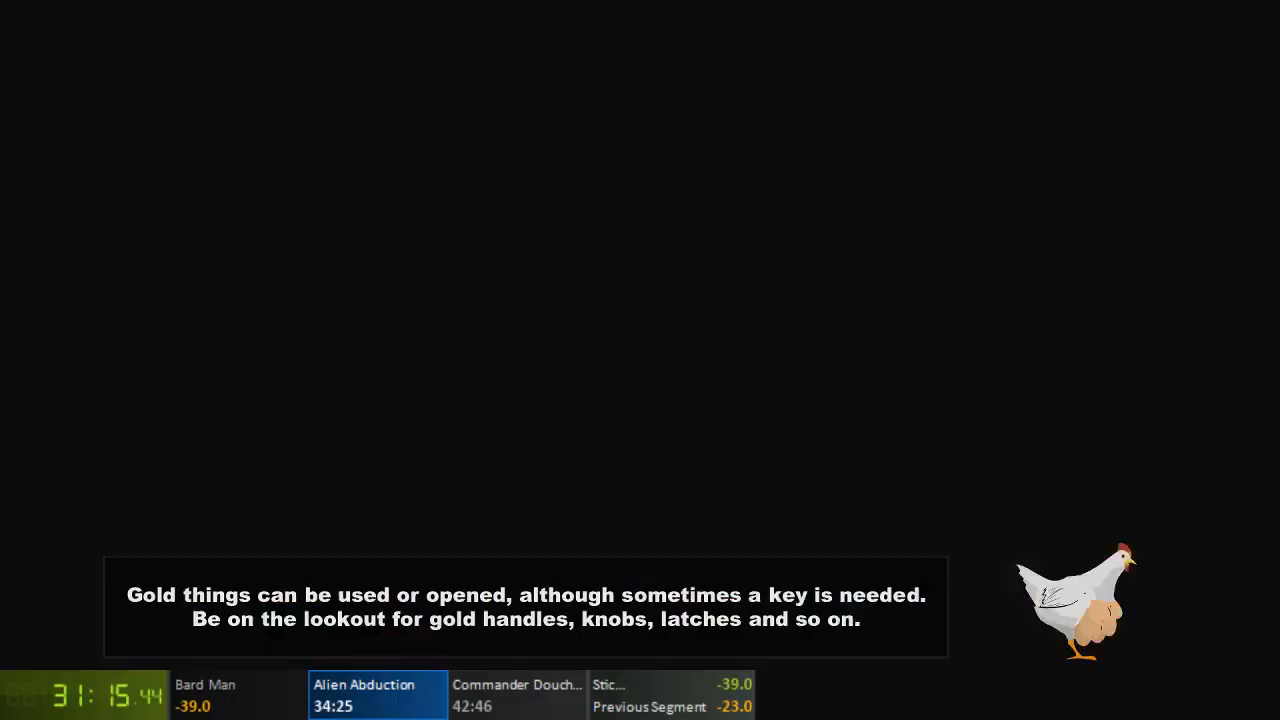 Gold things can be used or opened, although sometimes a key is needed.
Be on the lookout for gold handles, knobs, latches and so on.
31:15.44
Bard Man
-39.0
Alien Abduction
34:25
Commander Douch...
42:46
Stic... -39.0
Previous Segment -23.0